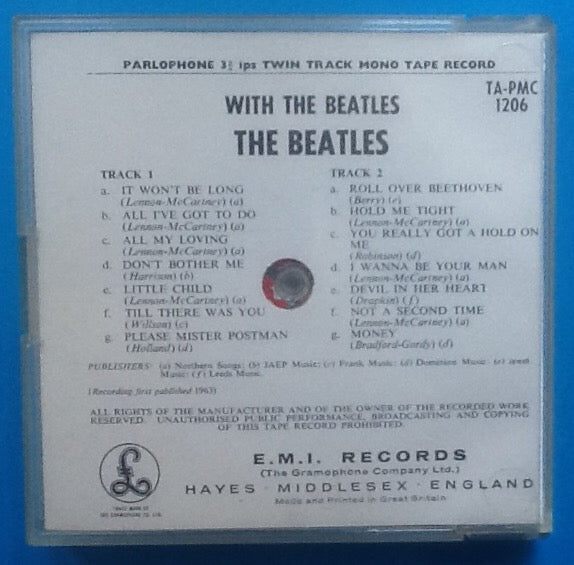 PARLOPHONE 3¾ ips TWIN TRACK MONO TAPE RECORD
TA-PMC
1206
WITH THE BEATLES
THE BEATLES
TRACK 1
a. IT WON'T BE LONG
(Lennon-McCartney) (a)
b. ALL I'VE GOT TO DO
(Lennon-McCartney) (a)
c. ALL MY LOVING
(Lennon-McCartney) (a)
d. DON'T BOTHER ME
(Harrison) (b)
e. LITTLE CHILD
(Lennon-McCartney) (a)
f. TILL THERE WAS YOU
(Willson) (c)
g. PLEASE MISTER POSTMAN
(Holland) (d)
TRACK 2
a. ROLL OVER BEETHOVEN
(Berry) (e)
b. HOLD ME TIGHT
(Lennon-McCartney) (a)
c. YOU REALLY GOT A HOLD ON
ME
(Robinson) (d)
d. I WANNA BE YOUR MAN
(Lennon-McCartney) (a)
e. DEVIL IN HER HEART
(Drapkin) (f)
f. NOT A SECOND TIME
(Lennon-McCartney) (a)
g. MONEY
(Bradford-Gordy) (d)
PUBLISHERS: (a) Northern Songs; (b) JAEP Music; (c) Frank Music; (d) Dominion Music; (e)
Music; (f) Leeds Music.
(Recording first published 1963)
ALL RIGHTS OF THE MANUFACTURER AND OF THE OWNER OF THE RECORDED WORK
RESERVED. UNAUTHORISED PUBLIC PERFORMANCE, BROADCASTING AND COPYING
OF THIS TAPE RECORD PROHIBITED.
£
TRADE MARK OF
THE GRAMOPHONE CO. LTD.
E.M.I. RECORDS
(The Gramophone Company Ltd.)
HAYES · MIDDLESEX · ENGLAND
Made and Printed in Great Britain